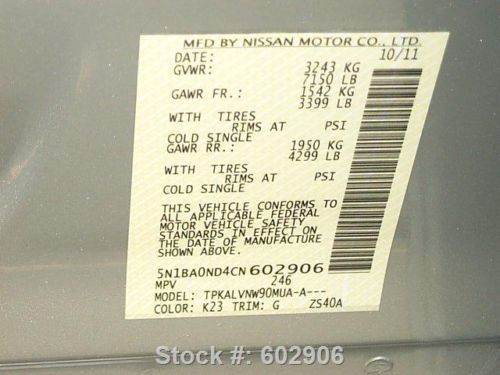 MFD BY NISSAN MOTOR CO., LTD.
DATE: 10/11
GVWR: 3243 KG
7150 LB
GAWR FR.: 1542 KG
3399 LB
WITH TIRES
RIMS AT PSI
COLD SINGLE
GAWR RR.: 1950 KG
4299 LB
WITH TIRES
RIMS AT PSI
COLD SINGLE
THIS VEHICLE CONFORMS TO
ALL APPLICABLE FEDERAL
MOTOR VEHICLE SAFETY
STANDARDS IN EFFECT ON
DATE OF MANUFACTURE
SHOWN ABOVE.
5N1BA0ND4CN602906
MPV 246
MODEL: TPKALVNW90MUA-A---
COLOR: K23 TRIM: G ZS40A
Stock #: 602906